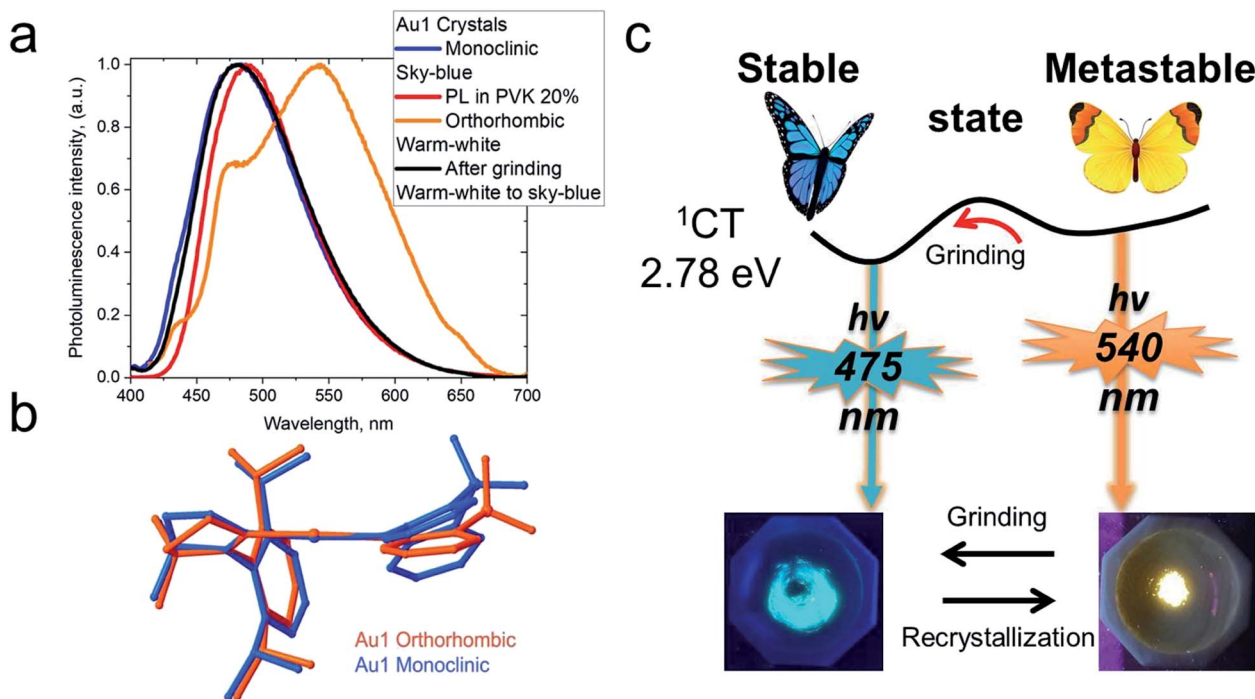 a
Au1 Crystals
Monoclinic
Sky-blue
PL in PVK 20%
Orthorhombic
Warm-white
After grinding
Warm-white to sky-blue
Photoluminescence intensity, (a.u.)
1.0
0.8
0.6
0.4
0.2
0.0
400 450 500 550 600 650 700
Wavelength, nm
b
Au1 Orthorhombic
Au1 Monoclinic
c
Stable
Metastable
state
¹CT
2.78 eV
Grinding
hν
475
nm
hν
540
nm
Grinding
Recrystallization